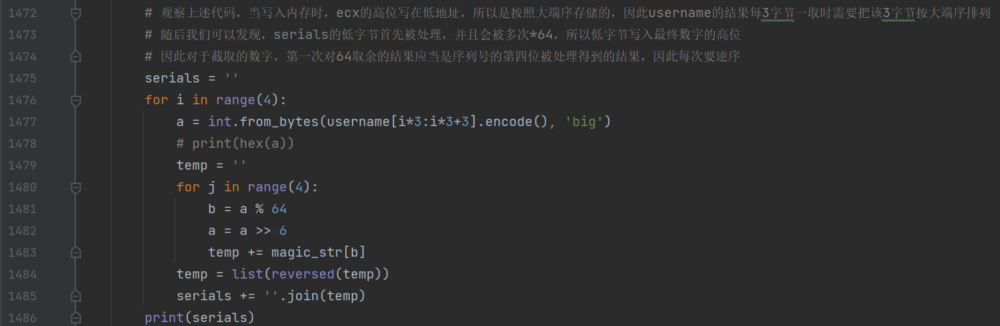 1472 # 观察上述代码，当写入内存时，ecx的高位写在低地址，所以是按照大端序存储的，因此username的结果每3字节一取时需要把该3字节按大端序排列
1473 # 随后我们可以发现，serials的低字节首先被处理，并且会被多次*64，所以低字节写入最终数字的高位
1474 # 因此对于截取的数字，第一次对64取余的结果应当是序列号的第四位被处理得到的结果，因此每次要逆序
1475 serials = ''
1476 for i in range(4):
1477     a = int.from_bytes(username[i*3:i*3+3].encode(), 'big')
1478     # print(hex(a))
1479     temp = ''
1480     for j in range(4):
1481         b = a % 64
1482         a = a >> 6
1483         temp += magic_str[b]
1484     temp = list(reversed(temp))
1485     serials += ''.join(temp)
1486 print(serials)